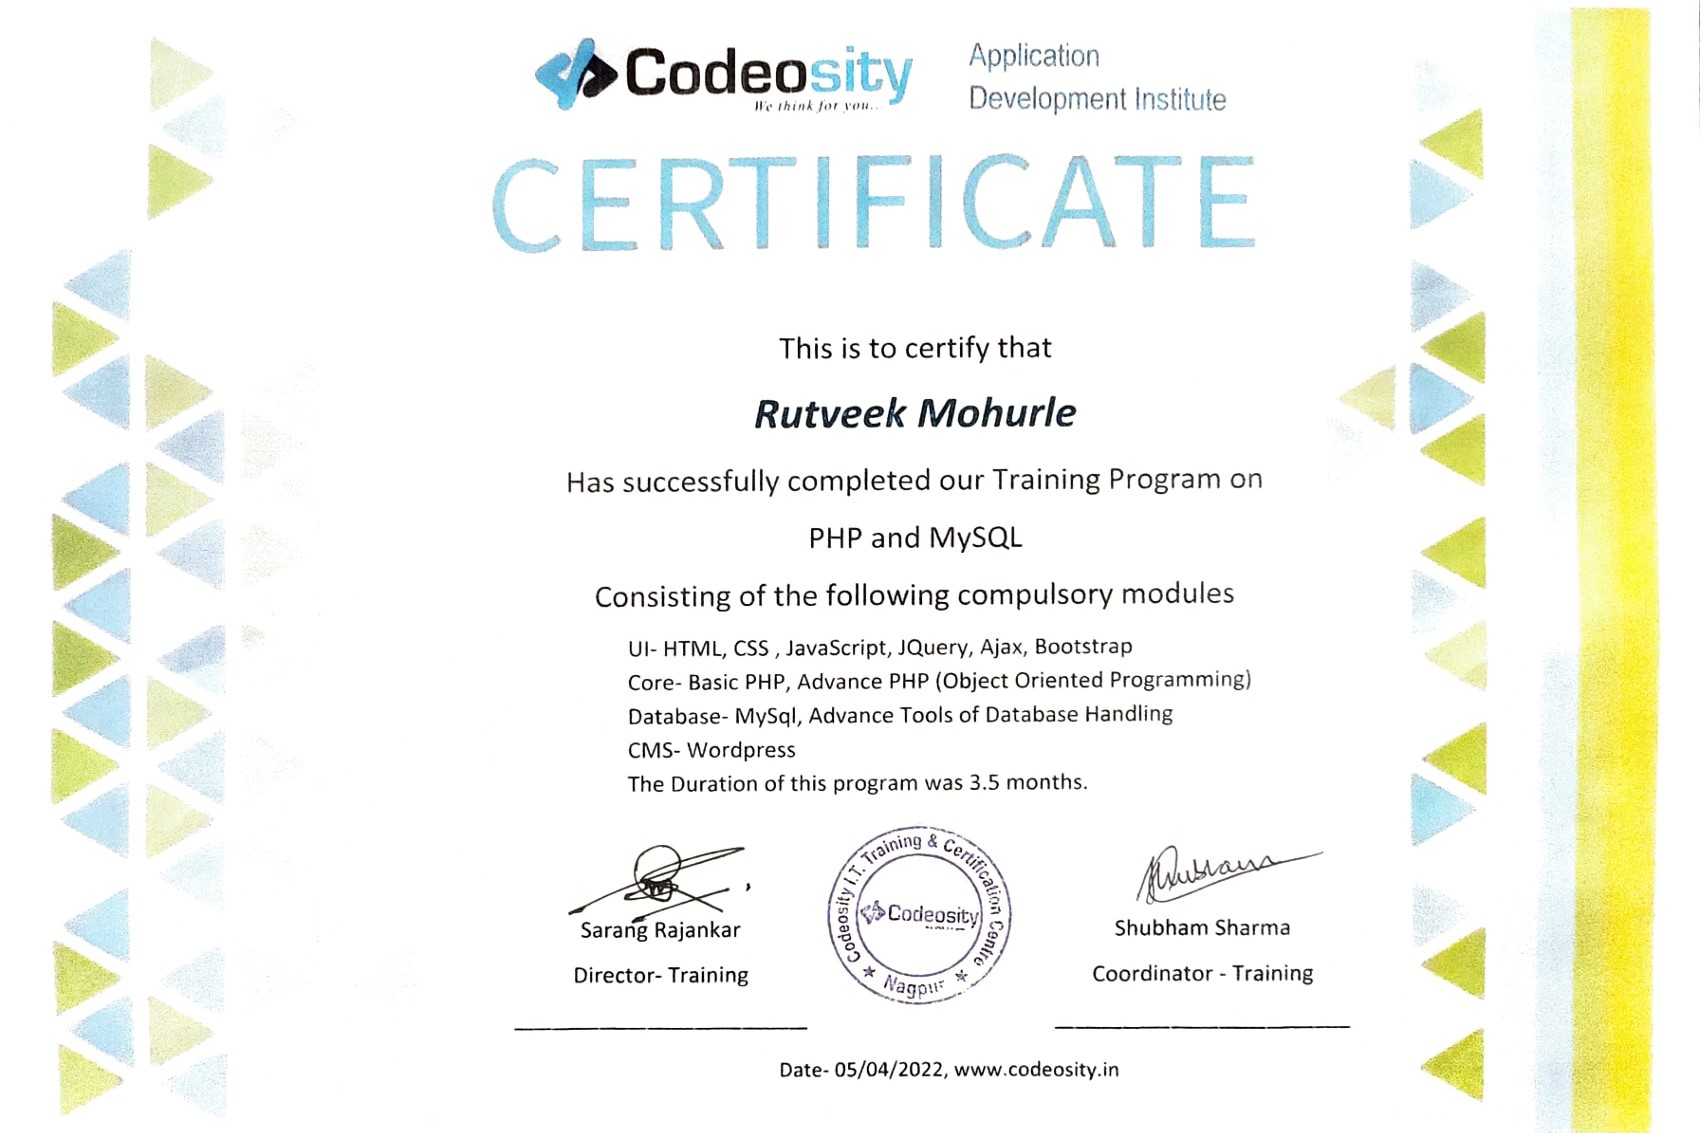 Codeosity
We think for you...
Application
Development Institute
CERTIFICATE
This is to certify that
Rutveek Mohurle
Has successfully completed our Training Program on
PHP and MySQL
Consisting of the following compulsory modules
UI- HTML, CSS , JavaScript, JQuery, Ajax, Bootstrap
Core- Basic PHP, Advance PHP (Object Oriented Programming)
Database- MySql, Advance Tools of Database Handling
CMS- Wordpress
The Duration of this program was 3.5 months.
Codeosity I.T. Training & Certification Centre
Codeosity
★ Nagpur ★
Shubham
Sarang Rajankar
Shubham Sharma
Director- Training
Coordinator - Training
Date- 05/04/2022, www.codeosity.in